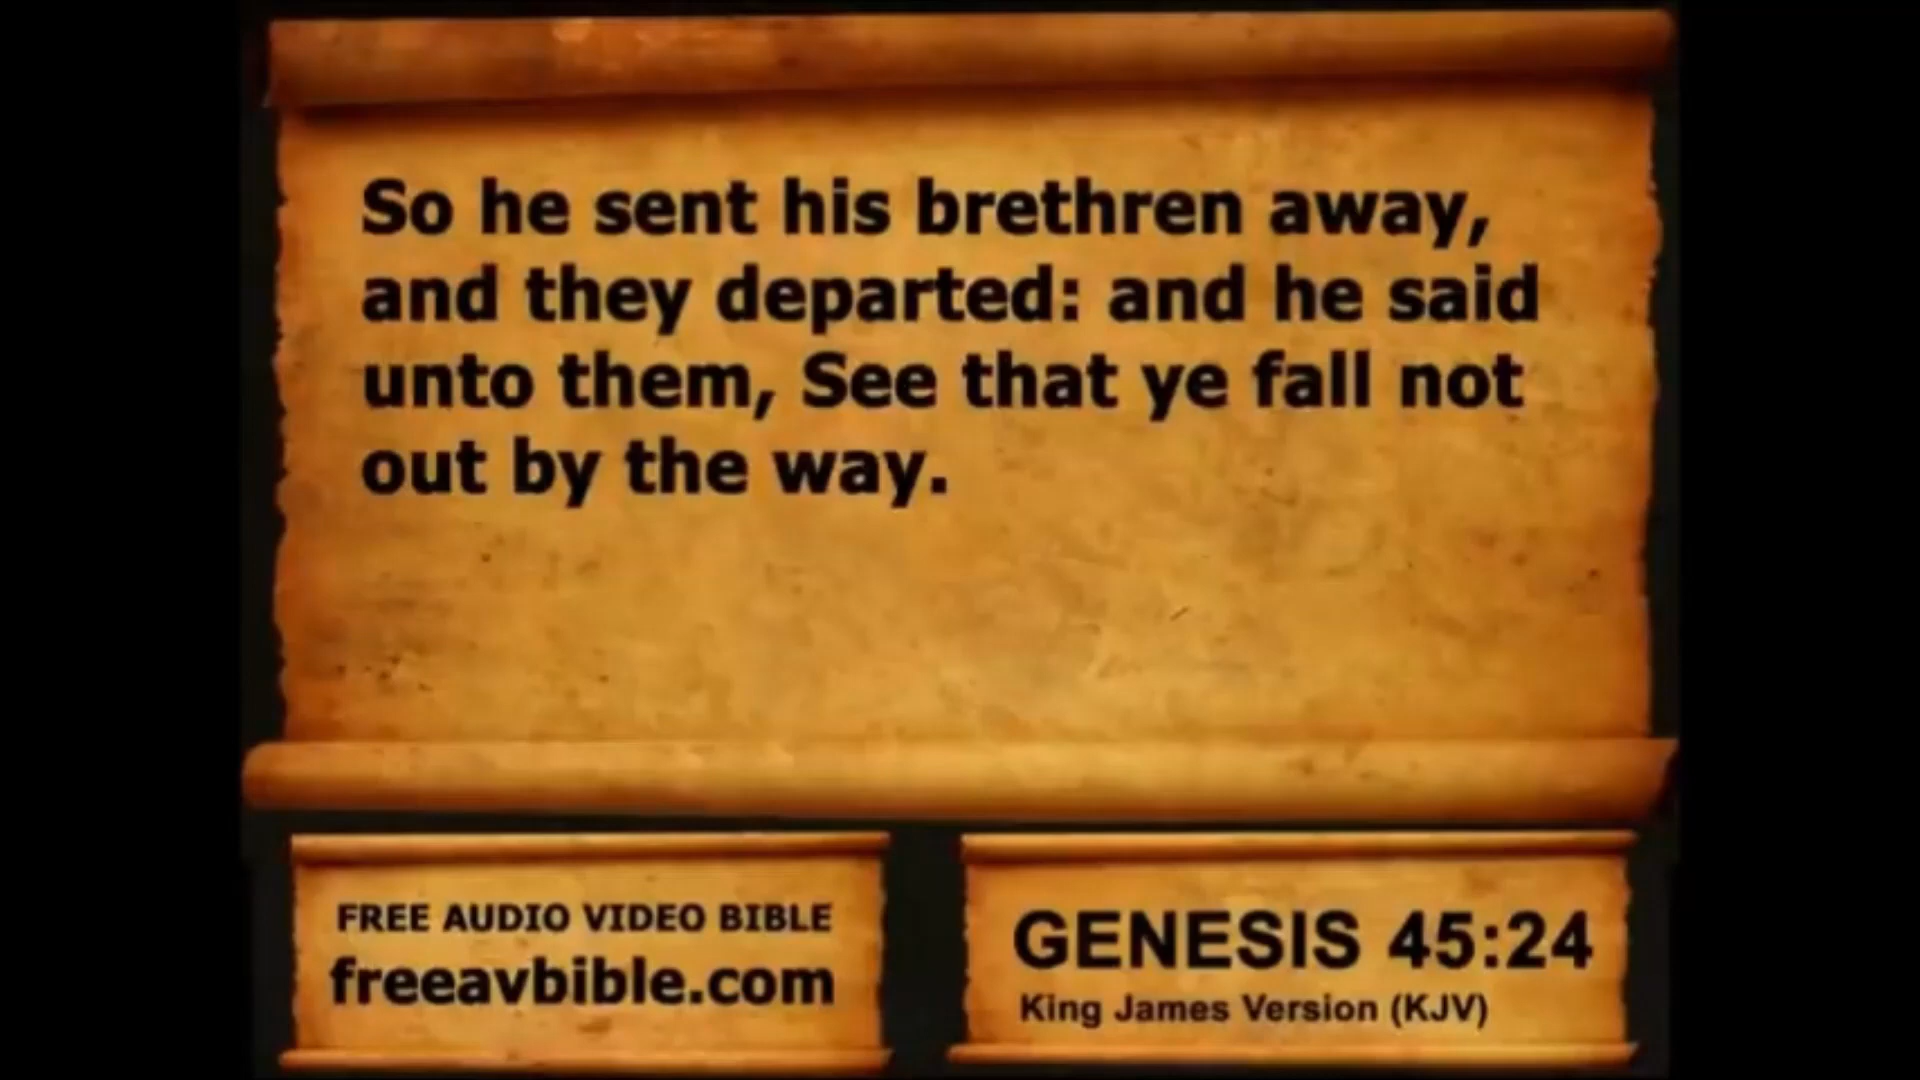 So he sent his brethren away,
and they departed: and he said
unto them, See that ye fall not
out by the way.
FREE AUDIO VIDEO BIBLE
freeavbible.com
GENESIS 45:24
King James Version (KJV)